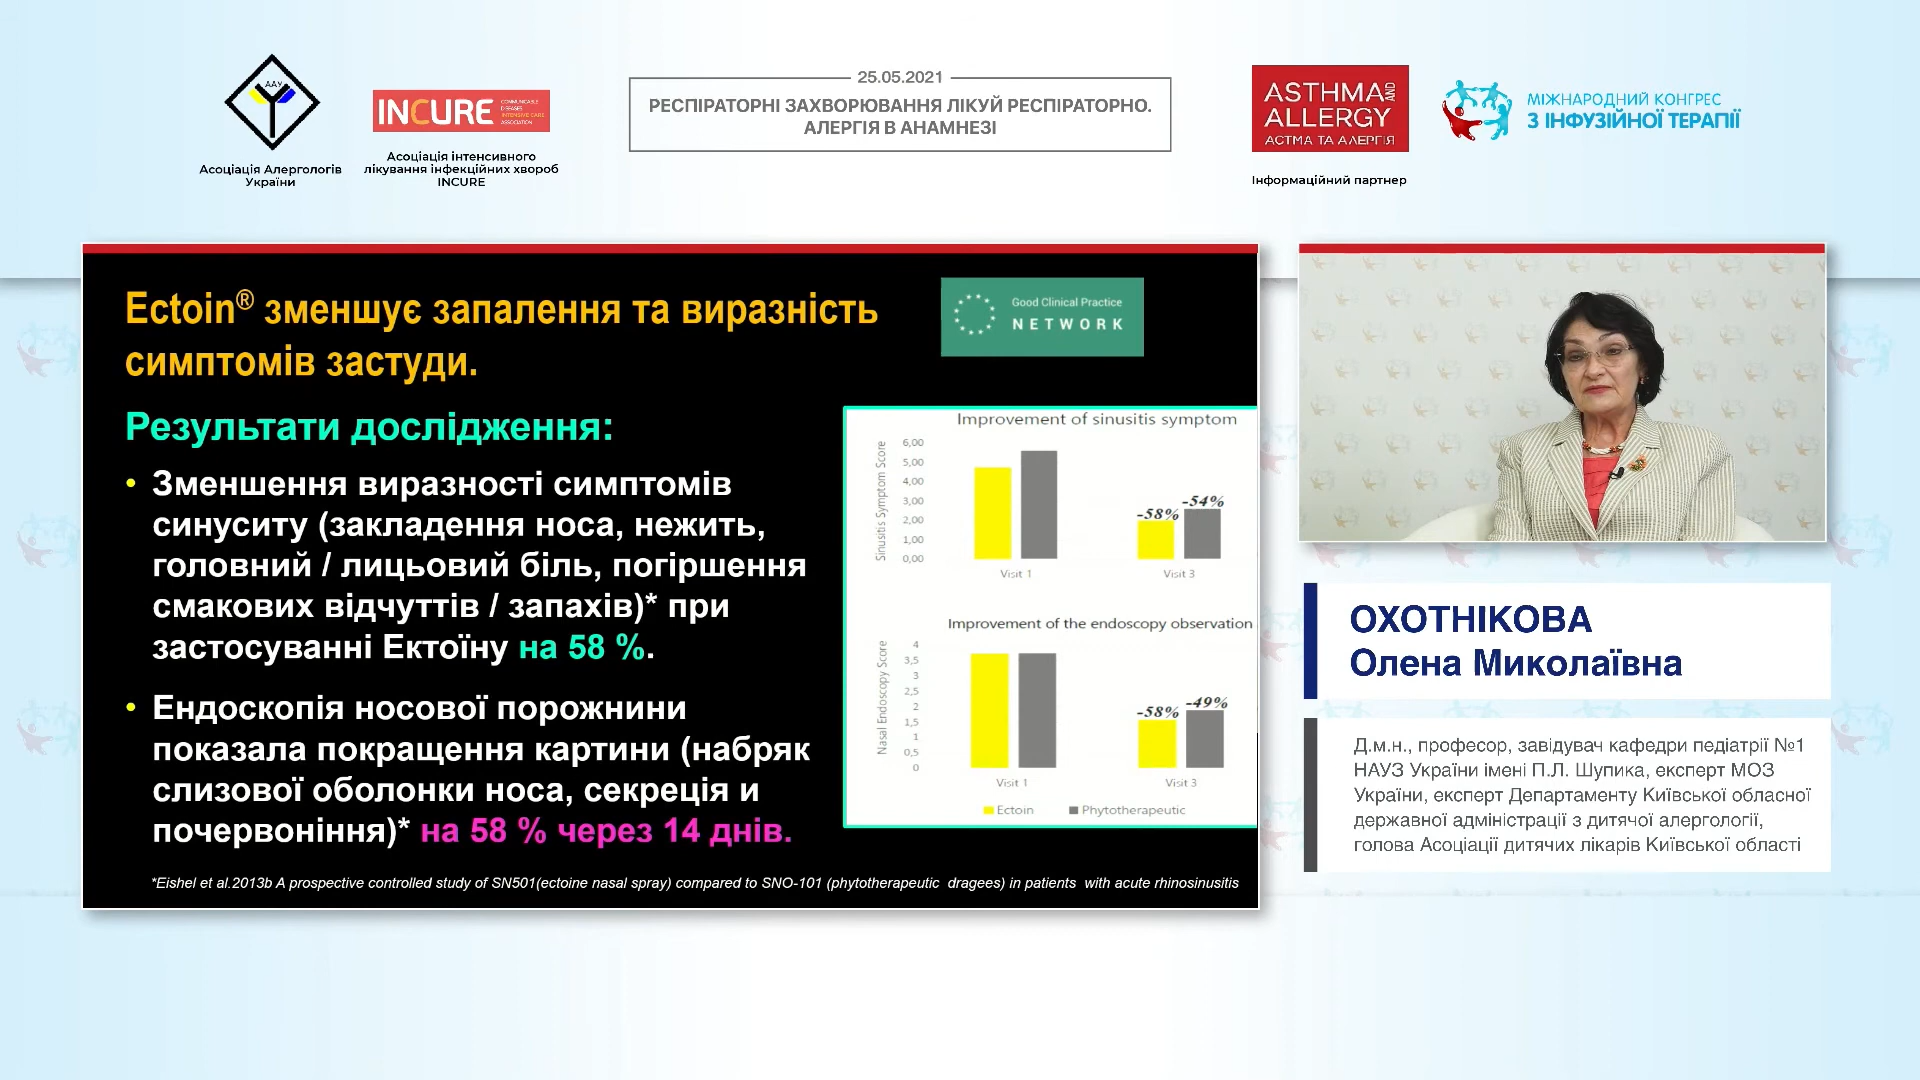 ААУ
Асоціація Алергологів
України
INCURE
COMMUNICABLE
DISEASES
INTENSIVE CARE
ASSOCIATION
Асоціація інтенсивного
лікування інфекційних хвороб
INCURE
25.05.2021
РЕСПІРАТОРНІ ЗАХВОРЮВАННЯ ЛІКУЙ РЕСПІРАТОРНО.
АЛЕРГІЯ В АНАМНЕЗІ
ASTHMA AND
ALLERGY
АСТМА ТА АЛЕРГІЯ
Інформаційний партнер
МІЖНАРОДНИЙ КОНГРЕС
З ІНФУЗІЙНОЇ ТЕРАПІЇ
Ectoin® зменшує запалення та виразність
симптомів застуди.
Good Clinical Practice
NETWORK
Результати дослідження:
• Зменшення виразності симптомів
синуситу (закладення носа, нежить,
головний / лицьовий біль, погіршення
смакових відчуттів / запахів)* при
застосуванні Ектоїну на 58 %.
• Ендоскопія носової порожнини
показала покращення картини (набряк
слизової оболонки носа, секреція и
почервоніння)* на 58 % через 14 днів.
Improvement of sinusitis symptom
Sinusitis Symptom Score
6,00
5,00
4,00
3,00
2,00
1,00
0,00
-58%
-54%
Visit 1
Visit 3
Improvement of the endoscopy observation
Nasal Endoscopy Score
4
3,5
3
2,5
2
1,5
1
0,5
0
-58%
-49%
Visit 1
Visit 3
Ectoin
Phytotherapeutic
*Eishel et al.2013b A prospective controlled study of SN501(ectoine nasal spray) compared to SNO-101 (phytotherapeutic dragees) in patients with acute rhinosinusitis
ОХОТНІКОВА
Олена Миколаївна
Д.м.н., професор, завідувач кафедри педіатрії №1
НАУЗ України імені П.Л. Шупика, експерт МОЗ
України, експерт Департаменту Київської обласної
державної адміністрації з дитячої алергології,
голова Асоціації дитячих лікарів Київської області